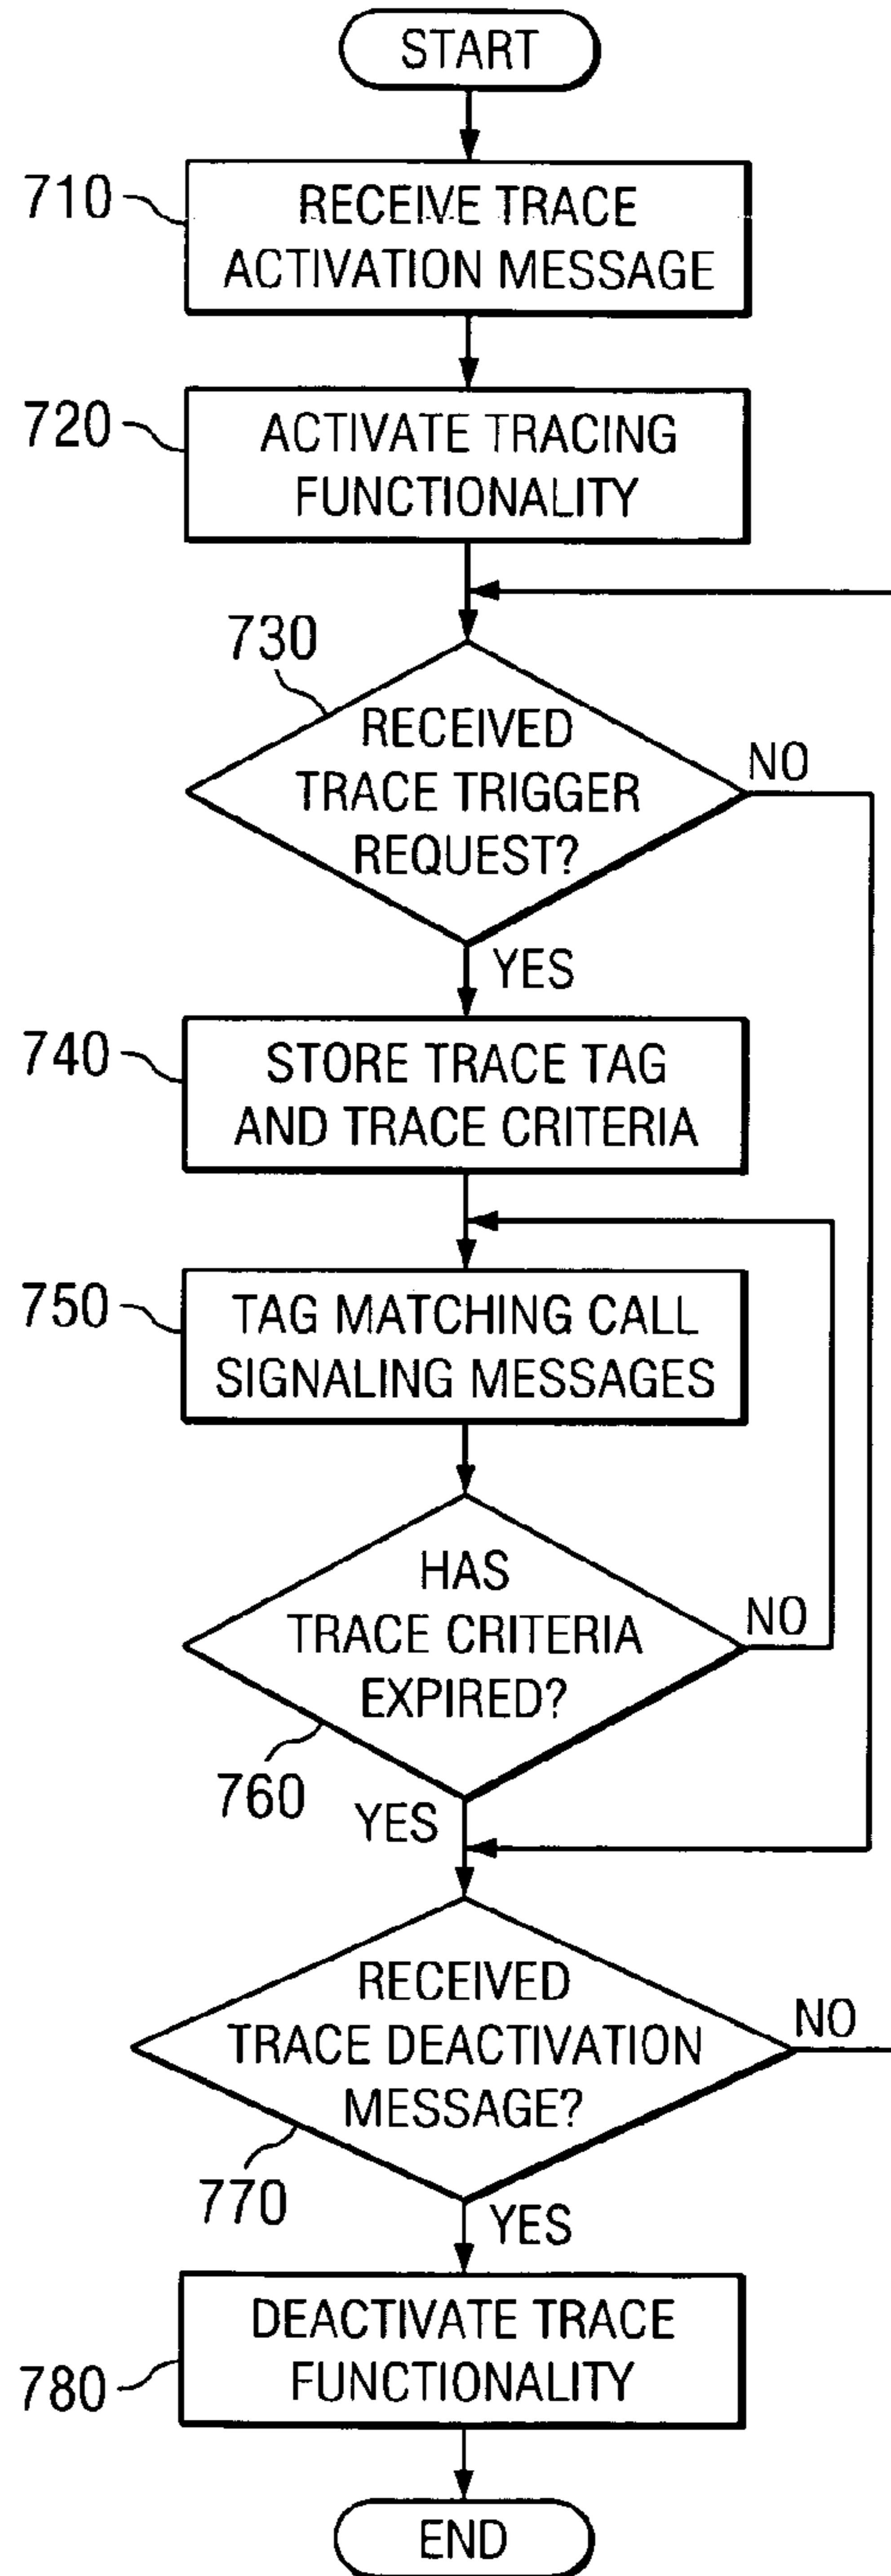 START
710
RECEIVE TRACE
ACTIVATION MESSAGE
720
ACTIVATE TRACING
FUNCTIONALITY
730
RECEIVED
TRACE TRIGGER
REQUEST?
NO
YES
740
STORE TRACE TAG
AND TRACE CRITERIA
750
TAG MATCHING CALL
SIGNALING MESSAGES
HAS
TRACE CRITERIA
EXPIRED?
NO
760
YES
RECEIVED
TRACE DEACTIVATION
MESSAGE?
NO
770
YES
780
DEACTIVATE TRACE
FUNCTIONALITY
END